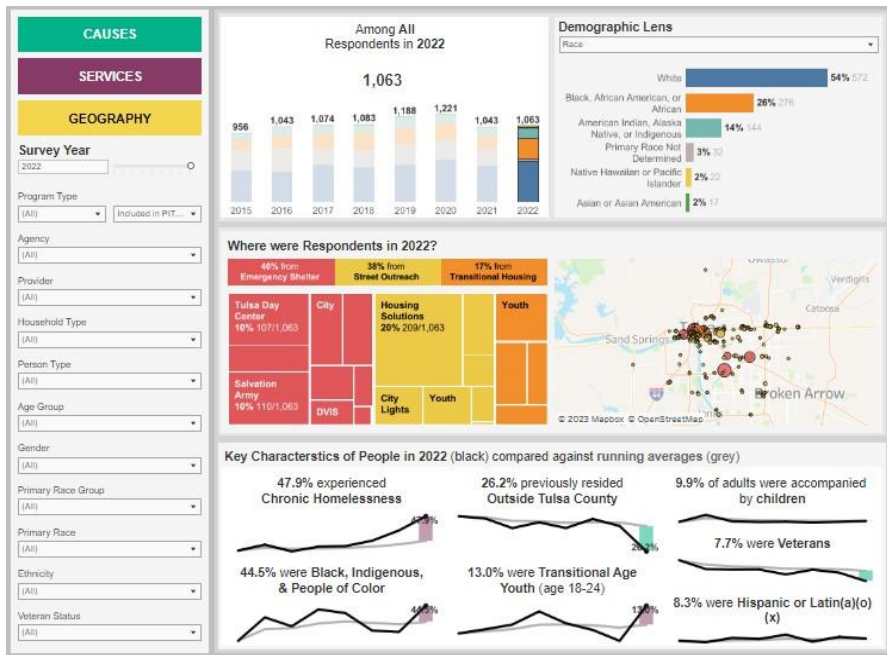 CAUSES
SERVICES
GEOGRAPHY
Survey Year
2022
Program Type
(All)
Included in PIT...
Agency
(All)
Provider
(All)
Household Type
(All)
Person Type
(All)
Age Group
(All)
Gender
(All)
Primary Race Group
(All)
Primary Race
(All)
Ethnicity
(All)
Veteran Status
(All)
Among All
Respondents in 2022
1,063
956
1,043
1,074
1,083
1,188
1,221
1,043
1,063
2015
2016
2017
2018
2019
2020
2021
2022
Demographic Lens
Race
White
54% 572
Black, African American, or
African
26% 276
American Indian, Alaska
Native, or Indigenous
14% 144
Primary Race Not
Determined
3% 32
Native Hawaiian or Pacific
Islander
2% 22
Asian or Asian American
2% 17
Where were Respondents in 2022?
46% from
Emergency Shelter
38% from
Street Outreach
17% from
Transitional Housing
Tulsa Day
Center
10% 107/1,063
City
Salvation
Army
10% 110/1,063
DVIS
Housing
Solutions
20% 209/1,063
City
Lights
Youth
Youth
Owasso
Verdigris
Catoosa
Sand Springs
Broken Arrow
© 2023 Mapbox © OpenStreetMap
Key Characterstics of People in 2022 (black) compared against running averages (grey)
47.9% experienced
Chronic Homelessness
47.9%
26.2% previously resided
Outside Tulsa County
26.2%
9.9% of adults were accompanied
by children
7.7% were Veterans
44.5% were Black, Indigenous,
& People of Color
44.5%
13.0% were Transitional Age
Youth (age 18-24)
13.0%
8.3% were Hispanic or Latin(a)(o)
(x)